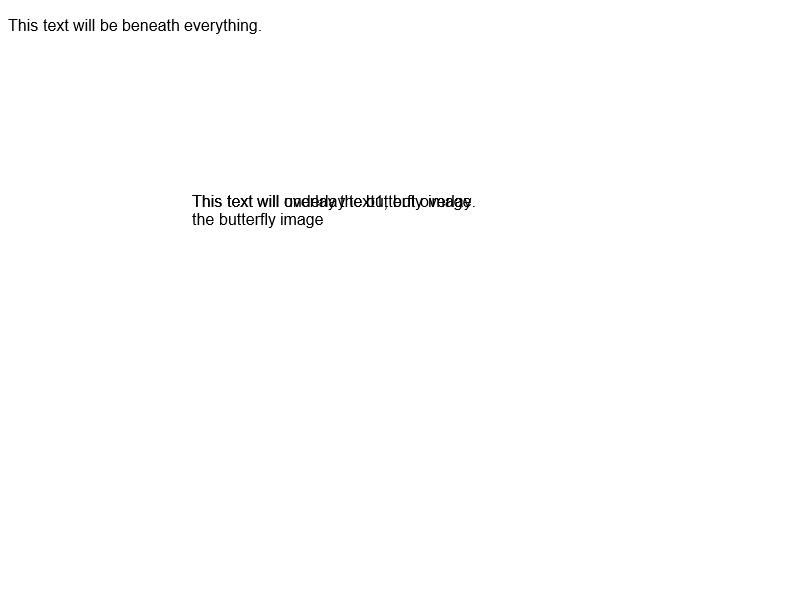 This text will be beneath everything.
This text will overlay the butterfly image.
This text will underlay text1, but overlay
the butterfly image